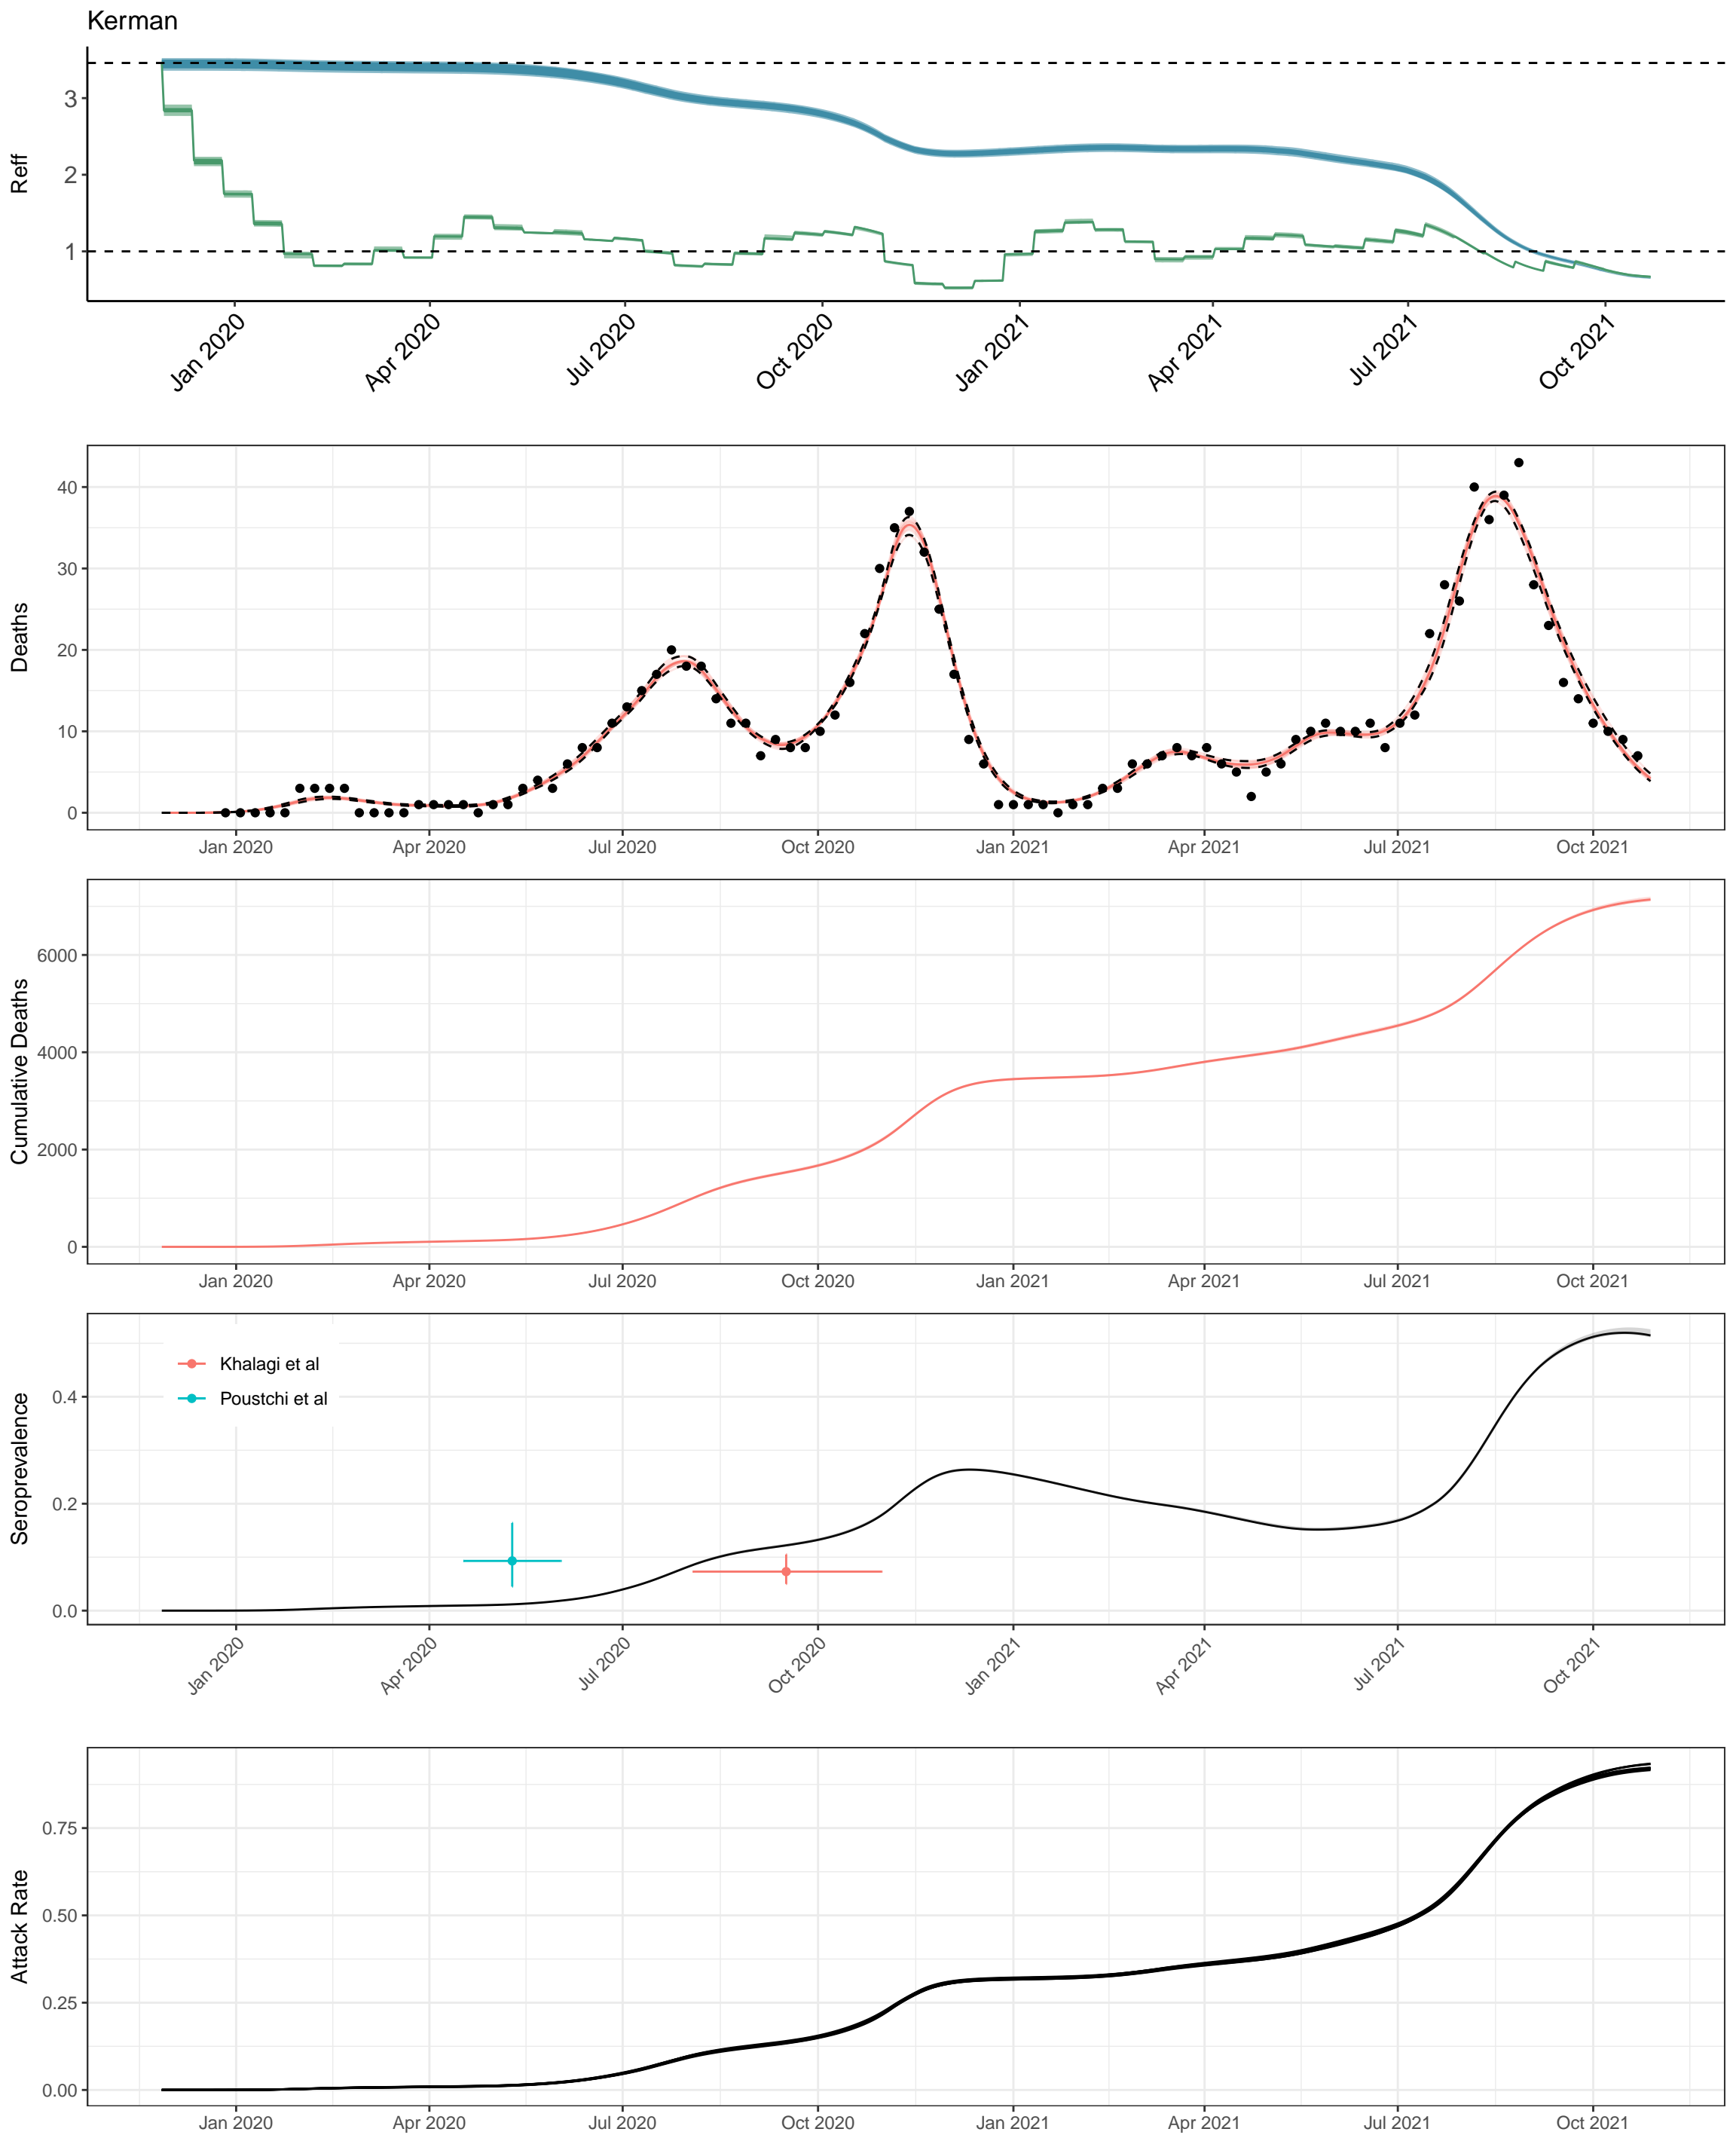 Kerman
Reff
3
2
1
Jan 2020
Apr 2020
Jul 2020
Oct 2020
Jan 2021
Apr 2021
Jul 2021
Oct 2021
Deaths
40
30
20
10
0
Jan 2020
Apr 2020
Jul 2020
Oct 2020
Jan 2021
Apr 2021
Jul 2021
Oct 2021
Cumulative Deaths
6000
4000
2000
0
Jan 2020
Apr 2020
Jul 2020
Oct 2020
Jan 2021
Apr 2021
Jul 2021
Oct 2021
Seroprevalence
Khalagi et al
Poustchi et al
0.4
0.2
0.0
Jan 2020
Apr 2020
Jul 2020
Oct 2020
Jan 2021
Apr 2021
Jul 2021
Oct 2021
Attack Rate
0.75
0.50
0.25
0.00
Jan 2020
Apr 2020
Jul 2020
Oct 2020
Jan 2021
Apr 2021
Jul 2021
Oct 2021